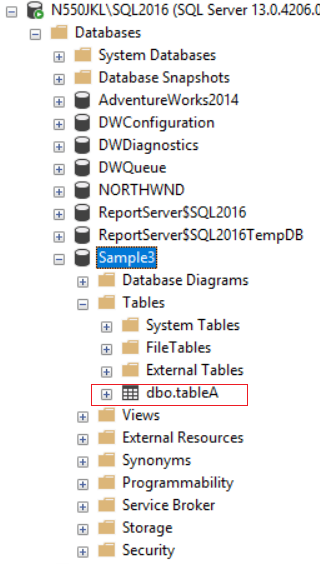 N550JKL\SQL2016 (SQL Server 13.0.4206.0
Databases
System Databases
Database Snapshots
AdventureWorks2014
DWConfiguration
DWDiagnostics
DWQueue
NORTHWND
ReportServer$SQL2016
ReportServer$SQL2016TempDB
Sample3
Database Diagrams
Tables
System Tables
FileTables
External Tables
dbo.tableA
Views
External Resources
Synonyms
Programmability
Service Broker
Storage
Security